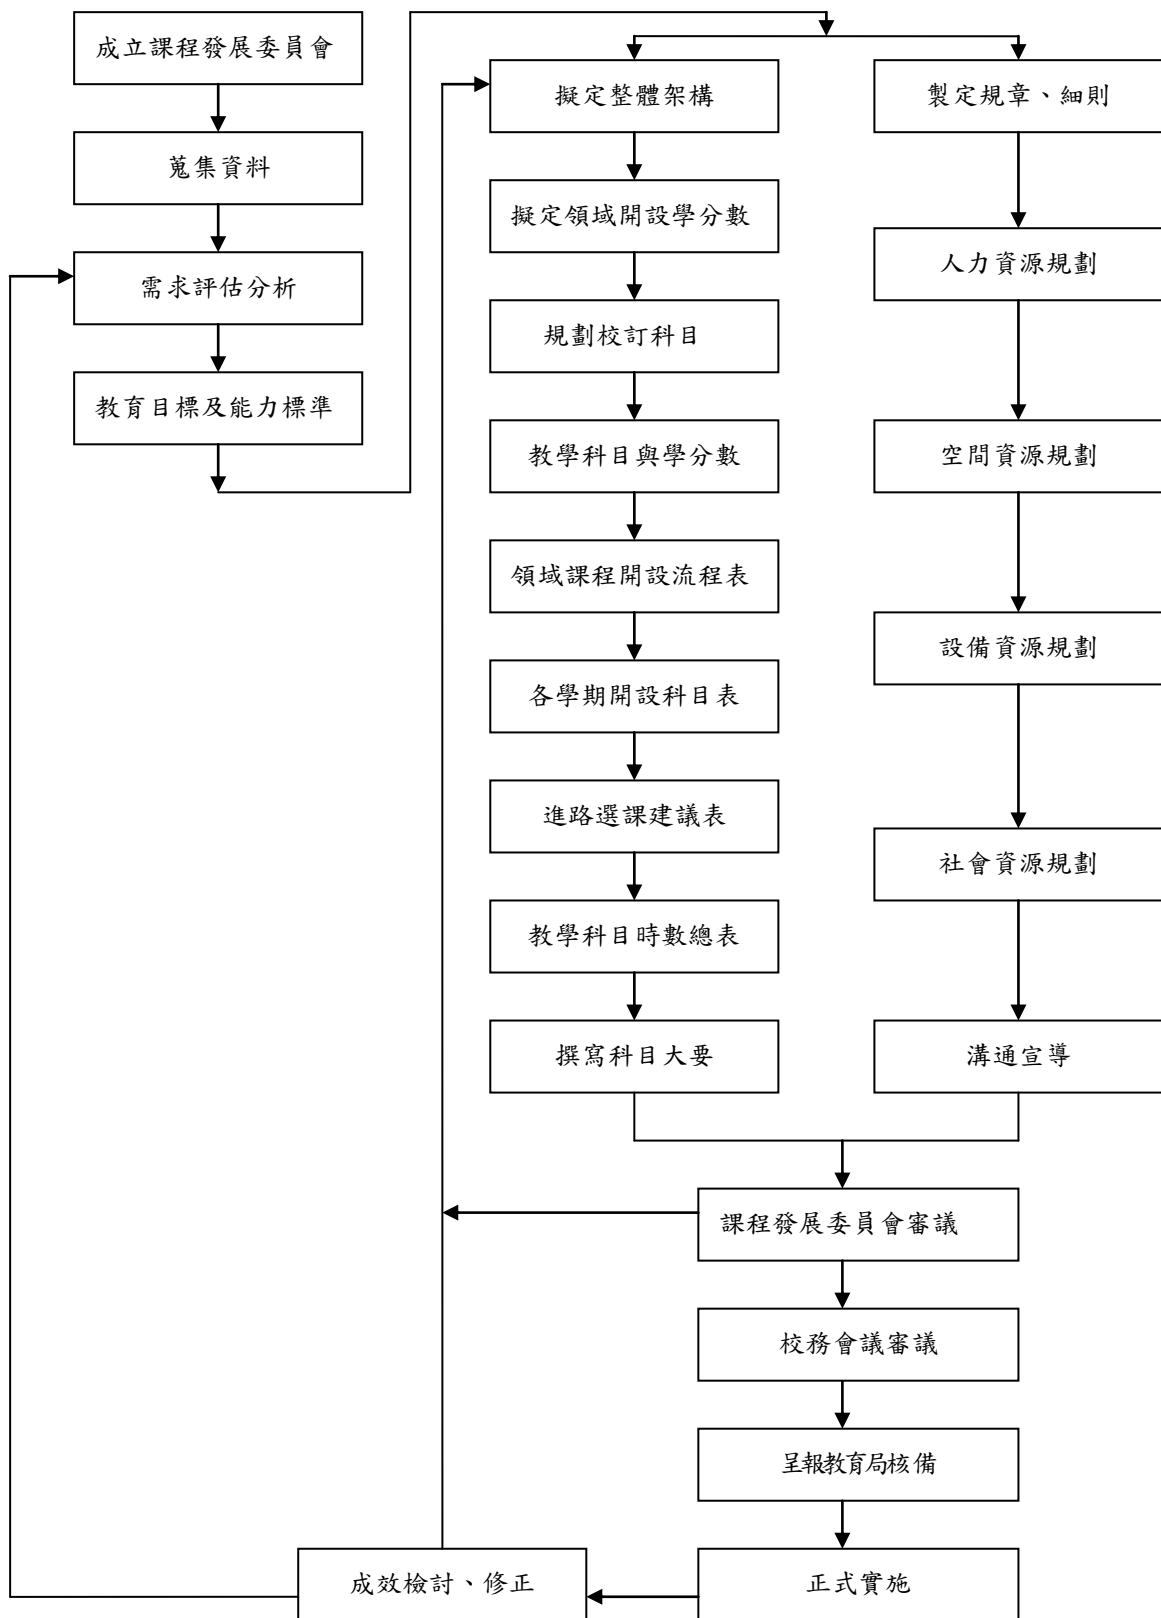 成立課程發展委員會
蒐集資料
需求評估分析
教育目標及能力標準
擬定整體架構
擬定領域開設學分數
規劃校訂科目
教學科目與學分數
領域課程開設流程表
各學期開設科目表
進路選課建議表
教學科目時數總表
撰寫科目大要
製定規章、細則
人力資源規劃
空間資源規劃
設備資源規劃
社會資源規劃
溝通宣導
課程發展委員會審議
校務會議審議
呈報教育局核備
正式實施
成效檢討、修正